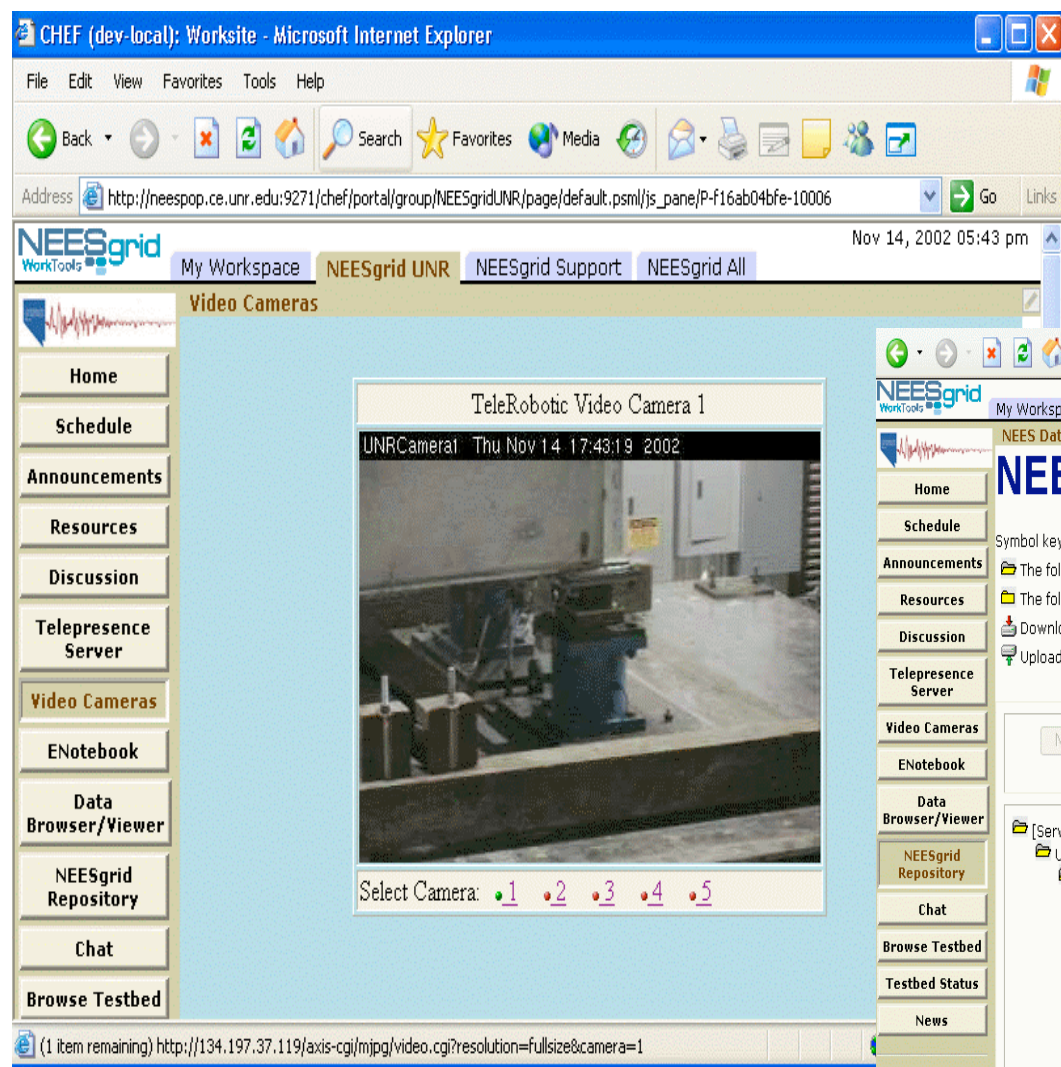 CHEF (dev-local): Worksite - Microsoft Internet Explorer
File Edit View Favorites Tools Help
Back Search Favorites Media
Address http://neespop.ce.unr.edu:9271/chef/portal/group/NEESgridUNR/page/default.psml/js_pane/P-f16ab04bfe-10006 Go Links
NEESgrid
WorkTools
Nov 14, 2002 05:43 pm
My Workspace NEESgrid UNR NEESgrid Support NEESgrid All
Video Cameras
Home
Schedule
Announcements
Resources
Discussion
Telepresence
Server
Video Cameras
ENotebook
Data
Browser/Viewer
NEESgrid
Repository
Chat
Browse Testbed
TeleRobotic Video Camera 1
UNRCamera1 Thu Nov 14 17:43:19 2002
Select Camera: 1 2 3 4 5
(1 item remaining) http://134.197.37.119/axis-cgi/mjpg/video.cgi?resolution=fullsize&camera=1
NEESgrid
WorkTools
My Worksp
NEES Dat
NEE
Home
Schedule
Announcements
Resources
Discussion
Telepresence
Server
Video Cameras
ENotebook
Data
Browser/Viewer
NEESgrid
Repository
Chat
Browse Testbed
Testbed Status
News
Symbol key
The fol
The fol
Downlo
Upload
N
[Serv
U